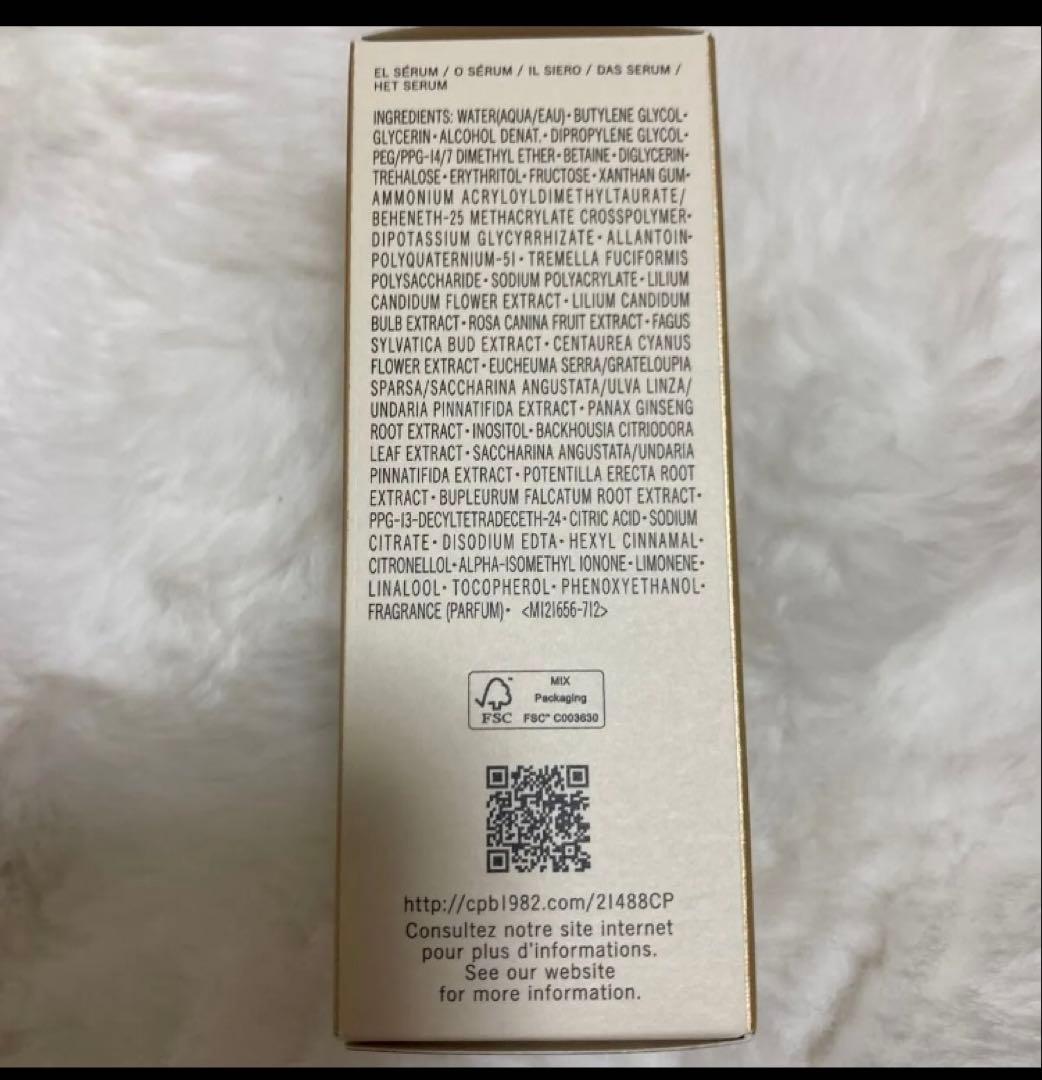 EL SÉRUM / O SÉRUM / IL SIERO / DAS SERUM /
HET SERUM
INGREDIENTS: WATER(AQUA/EAU)・BUTYLENE GLYCOL・
GLYCERIN・ALCOHOL DENAT.・DIPROPYLENE GLYCOL・
PEG/PPG-14/7 DIMETHYL ETHER・BETAINE・DIGLYCERIN・
TREHALOSE・ERYTHRITOL・FRUCTOSE・XANTHAN GUM・
AMMONIUM ACRYLOYLDIMETHYLTAURATE/
BEHENETH-25 METHACRYLATE CROSSPOLYMER・
DIPOTASSIUM GLYCYRRHIZATE・ALLANTOIN・
POLYQUATERNIUM-51・TREMELLA FUCIFORMIS
POLYSACCHARIDE・SODIUM POLYACRYLATE・LILIUM
CANDIDUM FLOWER EXTRACT・LILIUM CANDIDUM
BULB EXTRACT・ROSA CANINA FRUIT EXTRACT・FAGUS
SYLVATICA BUD EXTRACT・CENTAUREA CYANUS
FLOWER EXTRACT・EUCHEUMA SERRA/GRATELOUPIA
SPARSA/SACCHARINA ANGUSTATA/ULVA LINZA/
UNDARIA PINNATIFIDA EXTRACT・PANAX GINSENG
ROOT EXTRACT・INOSITOL・BACKHOUSIA CITRIODORA
LEAF EXTRACT・SACCHARINA ANGUSTATA/UNDARIA
PINNATIFIDA EXTRACT・POTENTILLA ERECTA ROOT
EXTRACT・BUPLEURUM FALCATUM ROOT EXTRACT・
PPG-13-DECYLTETRADECETH-24・CITRIC ACID・SODIUM
CITRATE・DISODIUM EDTA・HEXYL CINNAMAL・
CITRONELLOL・ALPHA-ISOMETHYL IONONE・LIMONENE・
LINALOOL・TOCOPHEROL・PHENOXYETHANOL・
FRAGRANCE (PARFUM)・ <M121656-712>
MIX
Packaging
FSC FSC™ C003630
http://cpb1982.com/21488CP
Consultez notre site internet
pour plus d'informations.
See our website
for more information.